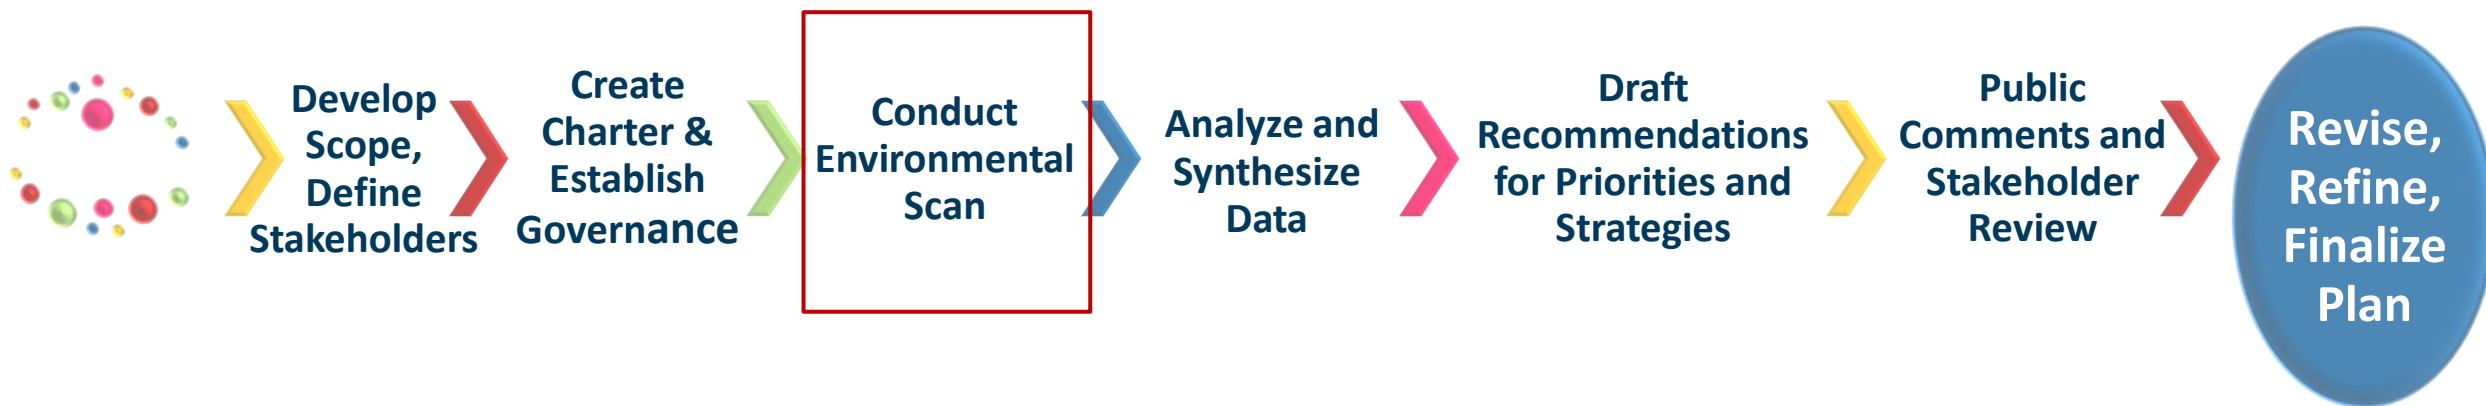 Develop
Scope,
Define
Stakeholders
Create
Charter &
Establish
Governance
Conduct
Environmental
Scan
Analyze and
Synthesize
Data
Draft
Recommendations
for Priorities and
Strategies
Public
Comments and
Stakeholder
Review
Revise,
Refine,
Finalize
Plan